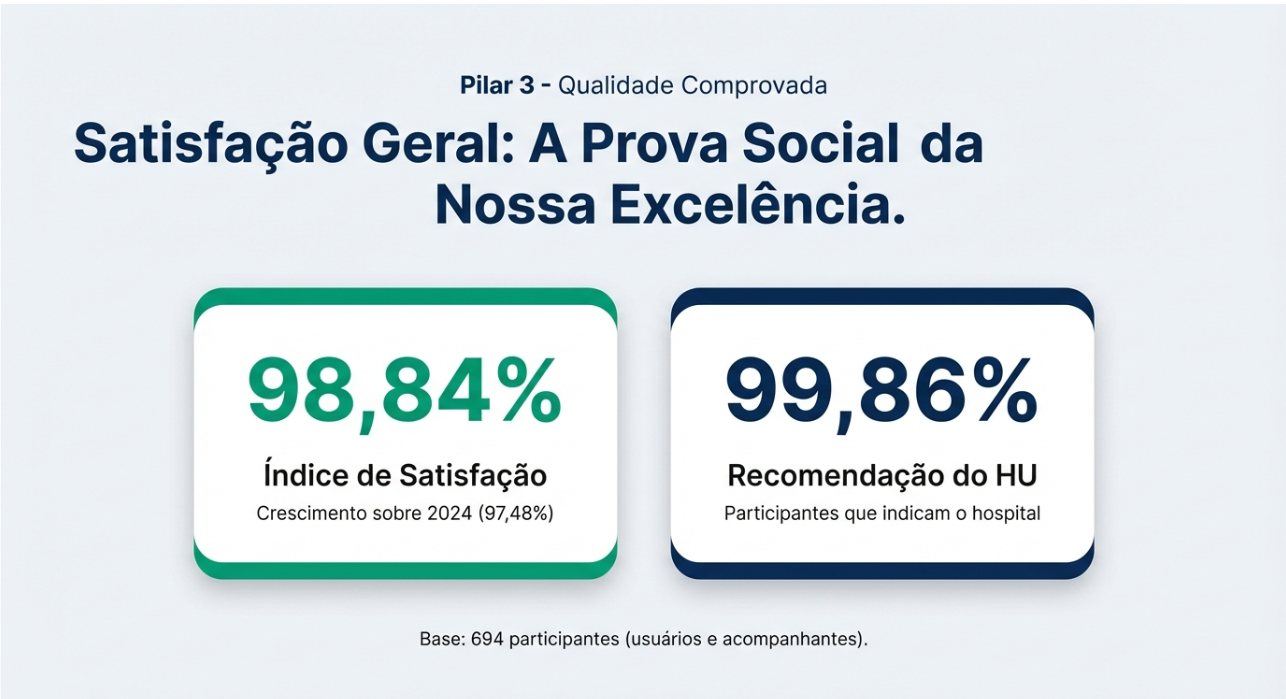 Pilar 3 - Qualidade Comprovada
Satisfação Geral: A Prova Social da
Nossa Excelência.
98,84%
Índice de Satisfação
Crescimento sobre 2024 (97,48%)
99,86%
Recomendação do HU
Participantes que indicam o hospital
Base: 694 participantes (usuários e acompanhantes).